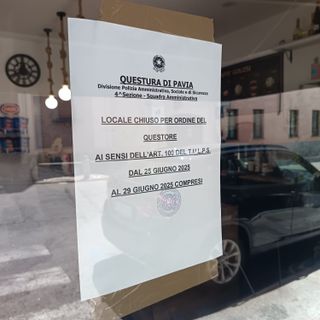 QUESTURA DI PAVIA
Divisione Polizia Amministrativa, Sociale e di Sicurezza
4^ Sezione - Squadra Amministrativa
LOCALE CHIUSO PER ORDINE DEL
QUESTORE
AI SENSI DELL'ART. 100 DEL T.U.L.P.S.
DAL 25 GIUGNO 2025
AL 29 GIUGNO 2025 COMPRESI